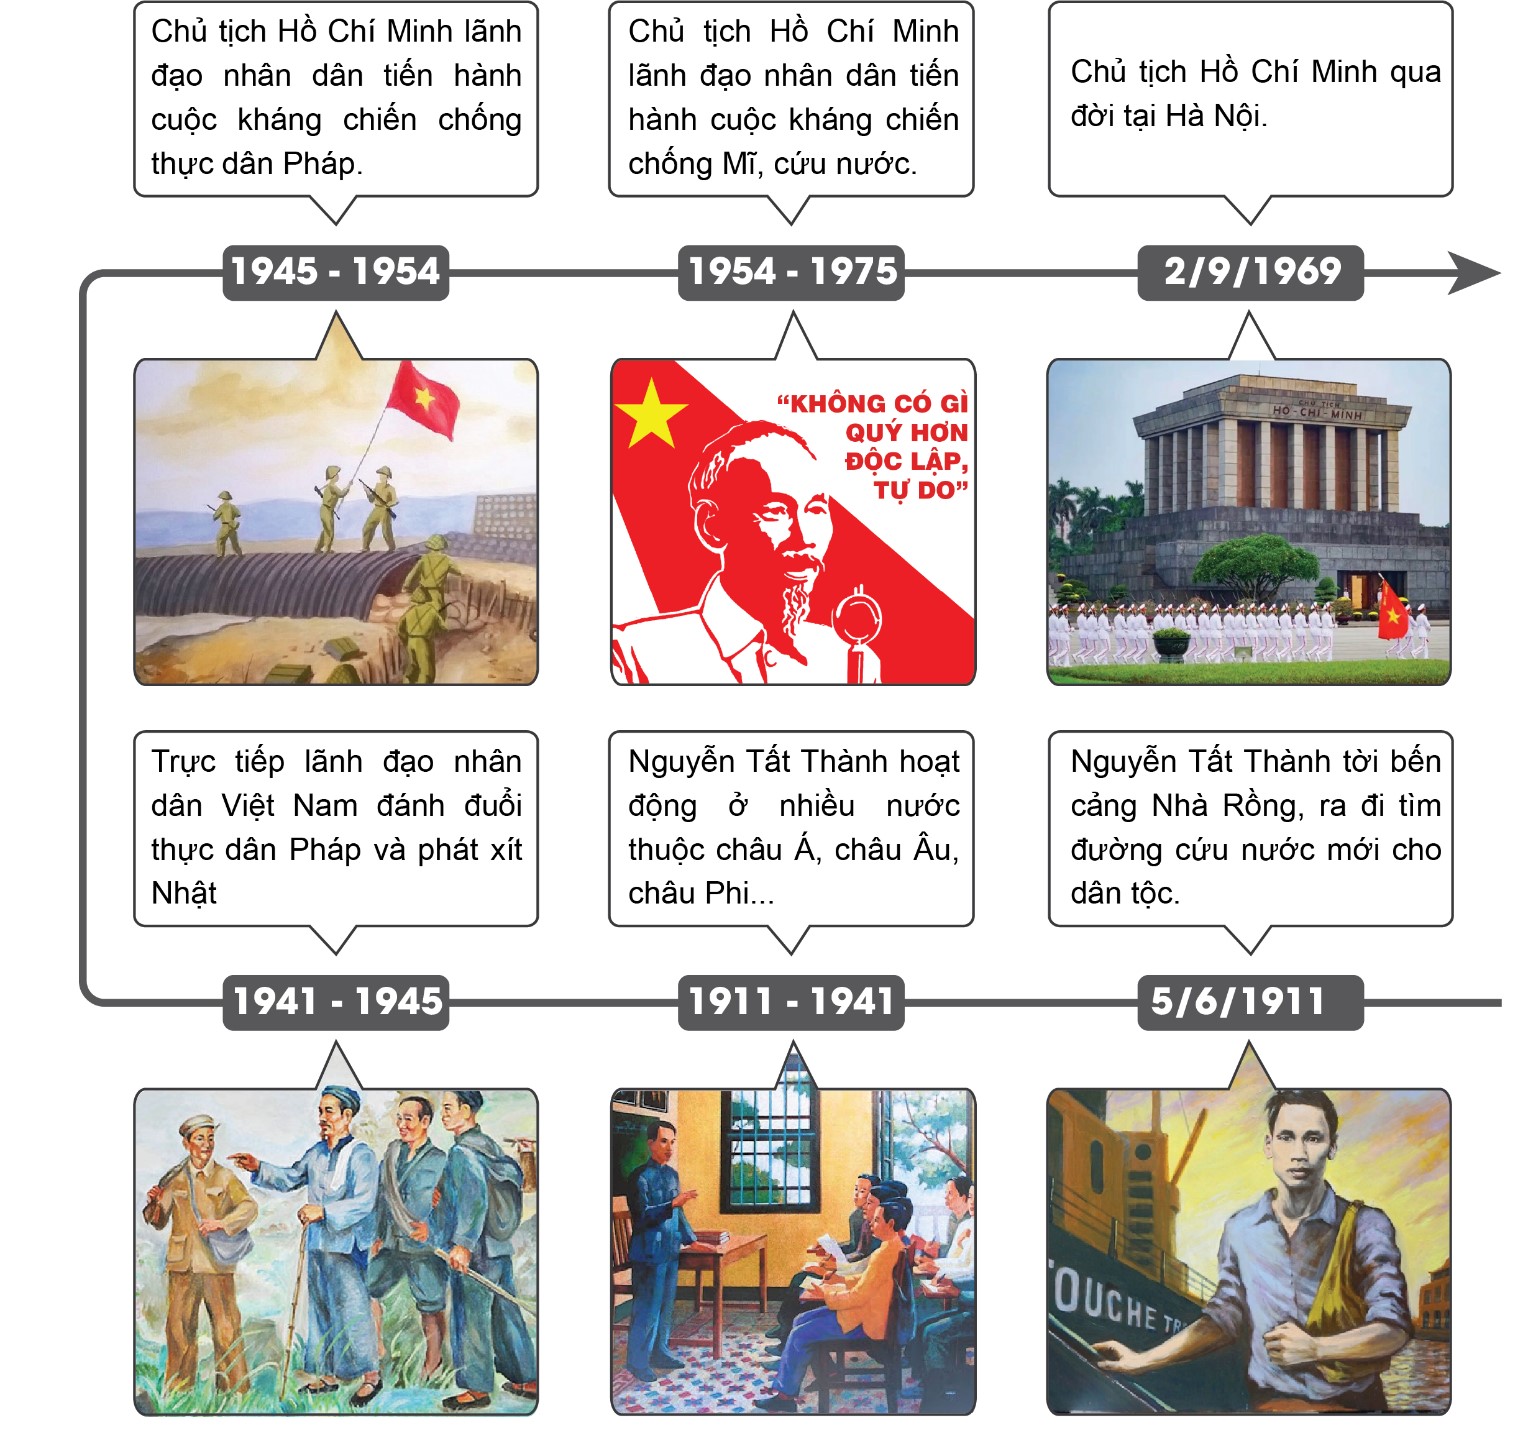 Chủ tịch Hồ Chí Minh lãnh
đạo nhân dân tiến hành
cuộc kháng chiến chống
thực dân Pháp.
Chủ tịch Hồ Chí Minh
lãnh đạo nhân dân tiến
hành cuộc kháng chiến
chống Mĩ, cứu nước.
Chủ tịch Hồ Chí Minh qua
đời tại Hà Nội.
1945 - 1954
1954 - 1975
2/9/1969
“KHÔNG CÓ GÌ
QUÝ HƠN
ĐỘC LẬP,
TỰ DO”
CHỦ TỊCH
HỒ-CHÍ-MINH
Trực tiếp lãnh đạo nhân
dân Việt Nam đánh đuổi
thực dân Pháp và phát xít
Nhật
Nguyễn Tất Thành hoạt
động ở nhiều nước
thuộc châu Á, châu Âu,
châu Phi...
Nguyễn Tất Thành tời bến
cảng Nhà Rồng, ra đi tìm
đường cứu nước mới cho
dân tộc.
1941 - 1945
1911 - 1941
5/6/1911
OUCHE TR